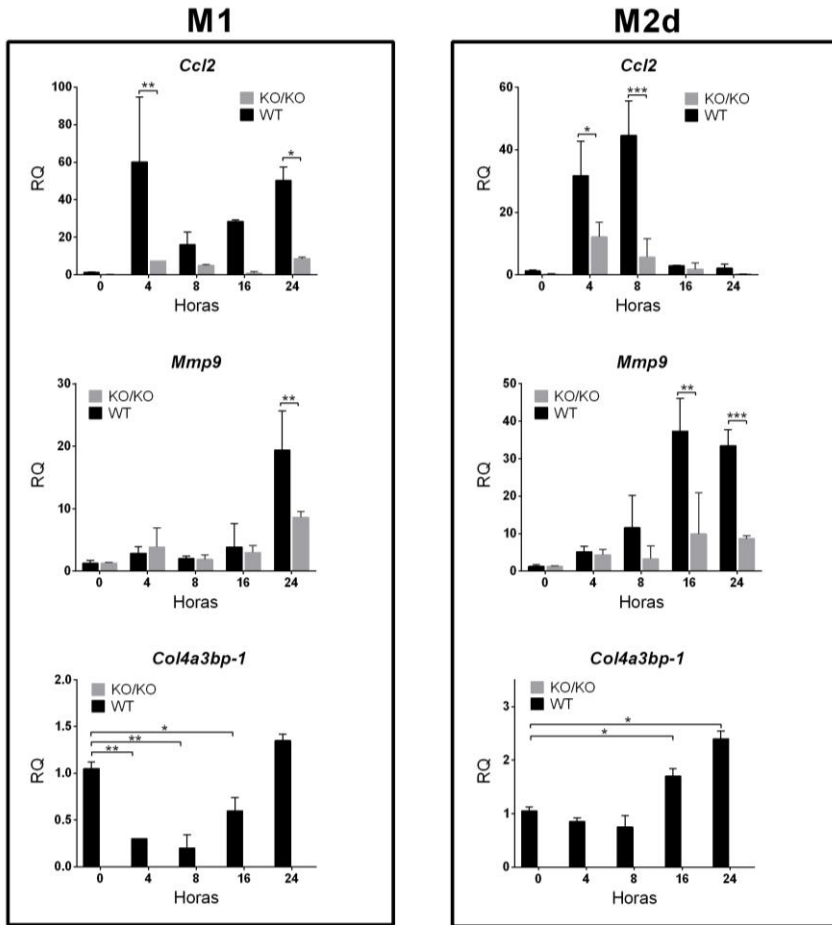 M1
Ccl2
100
80
60
40
20
0
RQ
**
*
KO/KO
WT
0 4 8 16 24
Horas
Mmp9
30
20
10
0
RQ
KO/KO
WT
**
0 4 8 16 24
Horas
Col4a3bp-1
2.0
1.5
1.0
0.5
0.0
RQ
KO/KO
WT
*
**
**
0 4 8 16 24
Horas
M2d
Ccl2
60
40
20
0
RQ
*
***
KO/KO
WT
0 4 8 16 24
Horas
Mmp9
50
40
30
20
10
0
RQ
KO/KO
WT
**
***
0 4 8 16 24
Horas
Col4a3bp-1
3
2
1
0
RQ
KO/KO
WT
*
*
0 4 8 16 24
Horas